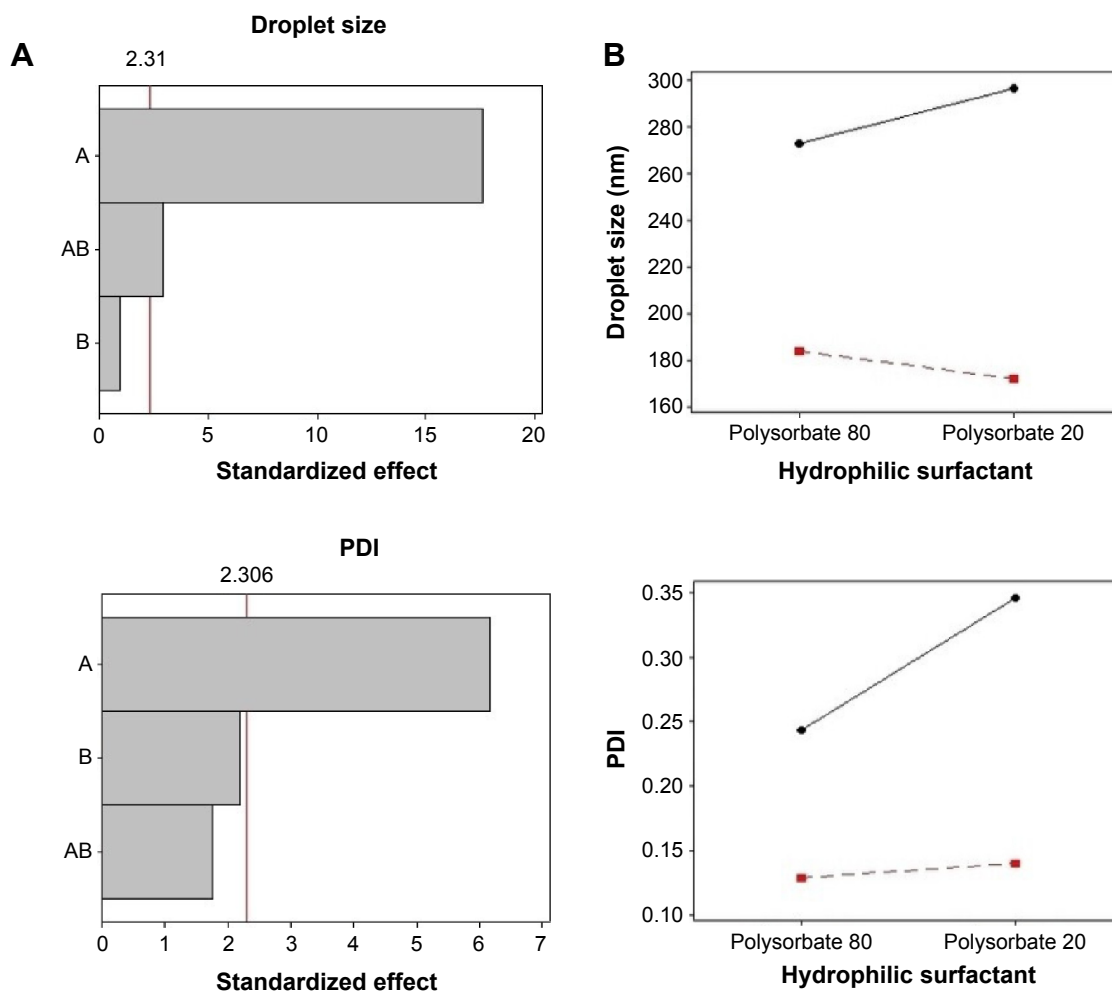 A
Droplet size
2.31
A
AB
B
0 5 10 15 20
Standardized effect
B
300
280
260
240
220
200
180
160
Droplet size (nm)
Polysorbate 80 Polysorbate 20
Hydrophilic surfactant
PDI
2.306
A
B
AB
0 1 2 3 4 5 6 7
Standardized effect
0.35
0.30
0.25
0.20
0.15
0.10
PDI
Polysorbate 80 Polysorbate 20
Hydrophilic surfactant